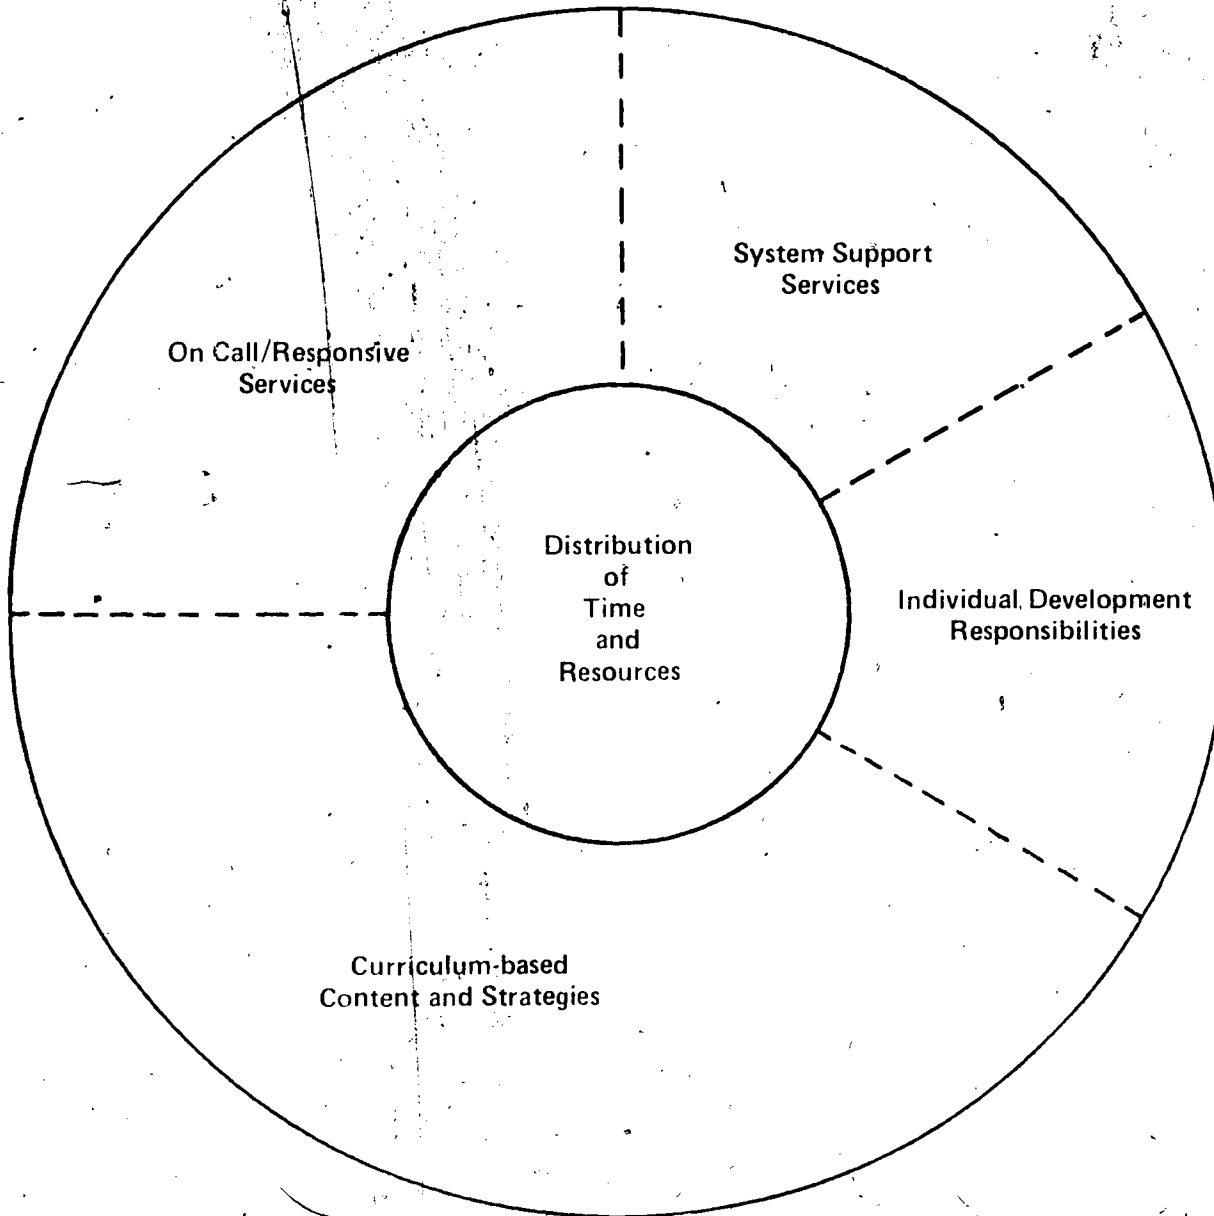 System Support
Services
On Call/Responsive
Services
Distribution
of
Time
and
Resources
Individual Development
Responsibilities
Curriculum-based
Content and Strategies